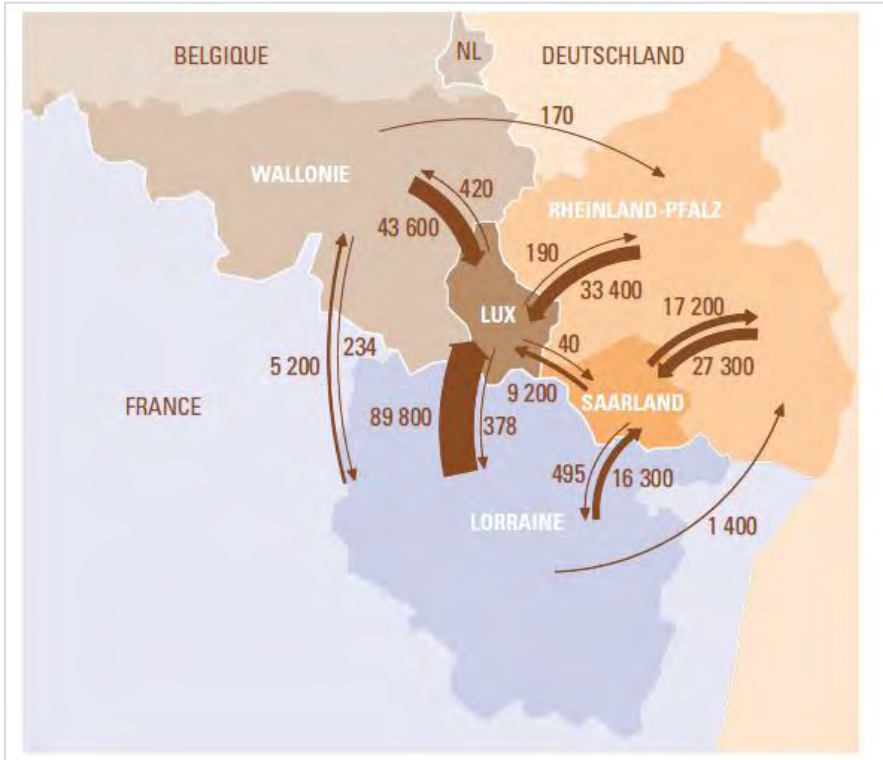 BELGIQUE
NL
DEUTSCHLAND
170
WALLONIE
420
RHEINLAND-PFALZ
43 600
190
33 400
LUX
17 200
40
5 200
234
27 300
9 200
SAARLAND
FRANCE
89 800
378
495
16 300
LORRAINE
1 400